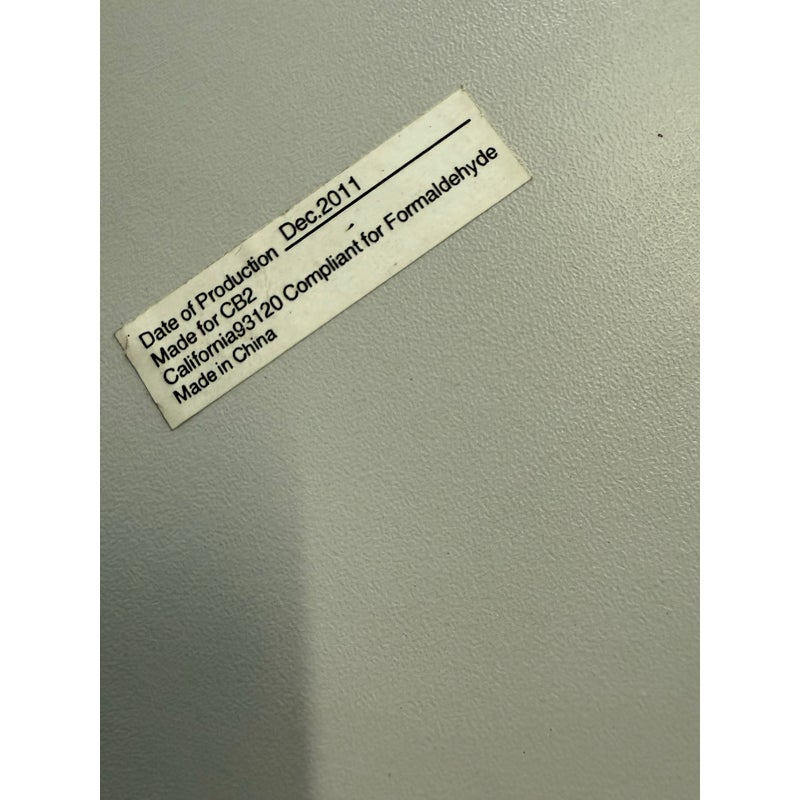 Date of Production Dec.2011
Made for CB2
California93120 Compliant for Formaldehyde
Made in China